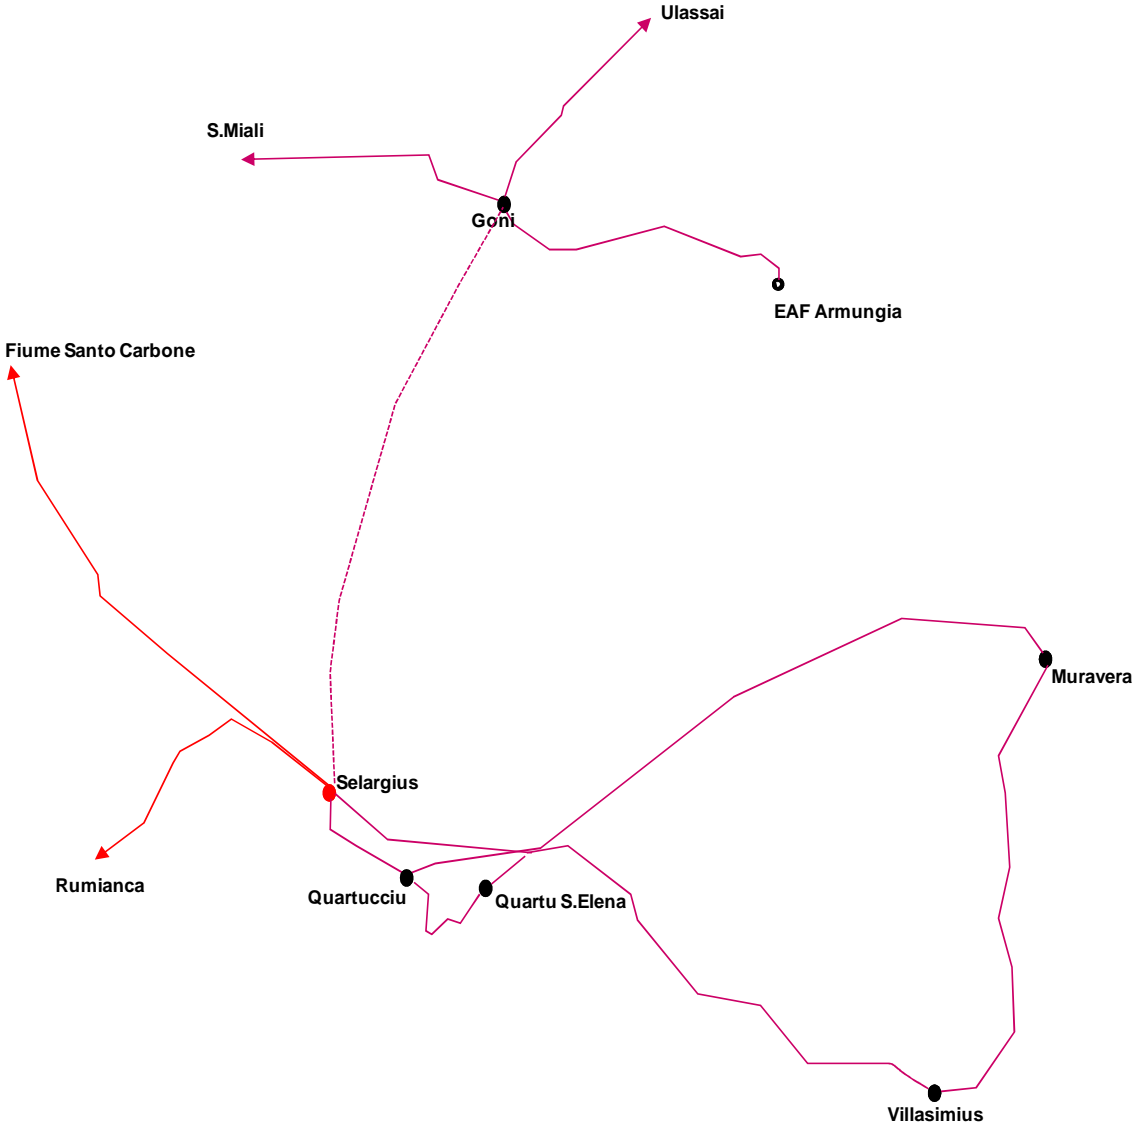 Ulassai
S.Miali
Goni
EAF Armungia
Fiume Santo Carbone
Muravera
Selargius
Rumianca
Quartucciu
Quartu S.Elena
Villasimius